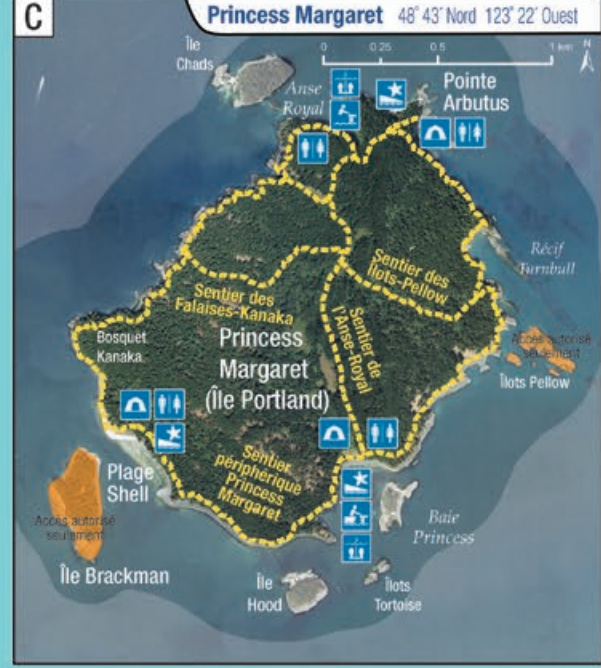 C
Princess Margaret 48° 43' Nord 123° 22' Ouest
0 0.25 0.5 1 km
N
Île
Chads
Anse
Royal
Pointe
Arbutus
Récif
Turnbull
Sentier des
Îlots-Pellow
Sentier des
Falaises-Kanaka
Sentier de
l'Anse-Royal
Bosquet
Kanaka
Princess
Margaret
(Île Portland)
Accès autorisé
seulement
Îlots Pellow
Plage
Shell
Sentier
périphérique
Princess
Margaret
Accès autorisé
seulement
Île Brackman
Baie
Princess
Île
Hood
Îlots
Tortoise